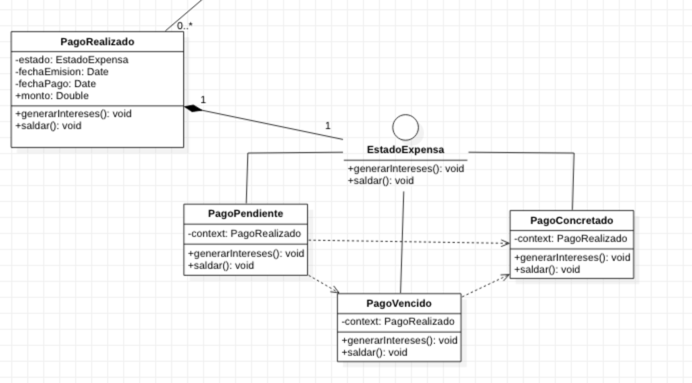 0..*
PagoRealizado
-estado: EstadoExpensa
-fechaEmision: Date
-fechaPago: Date
+monto: Double
+generarIntereses(): void
+saldar(): void
1
1
EstadoExpensa
+generarIntereses(): void
+saldar(): void
PagoPendiente
-context: PagoRealizado
+generarIntereses(): void
+saldar(): void
PagoConcretado
-context: PagoRealizado
+generarIntereses(): void
+saldar(): void
PagoVencido
-context: PagoRealizado
+generarIntereses(): void
+saldar(): void